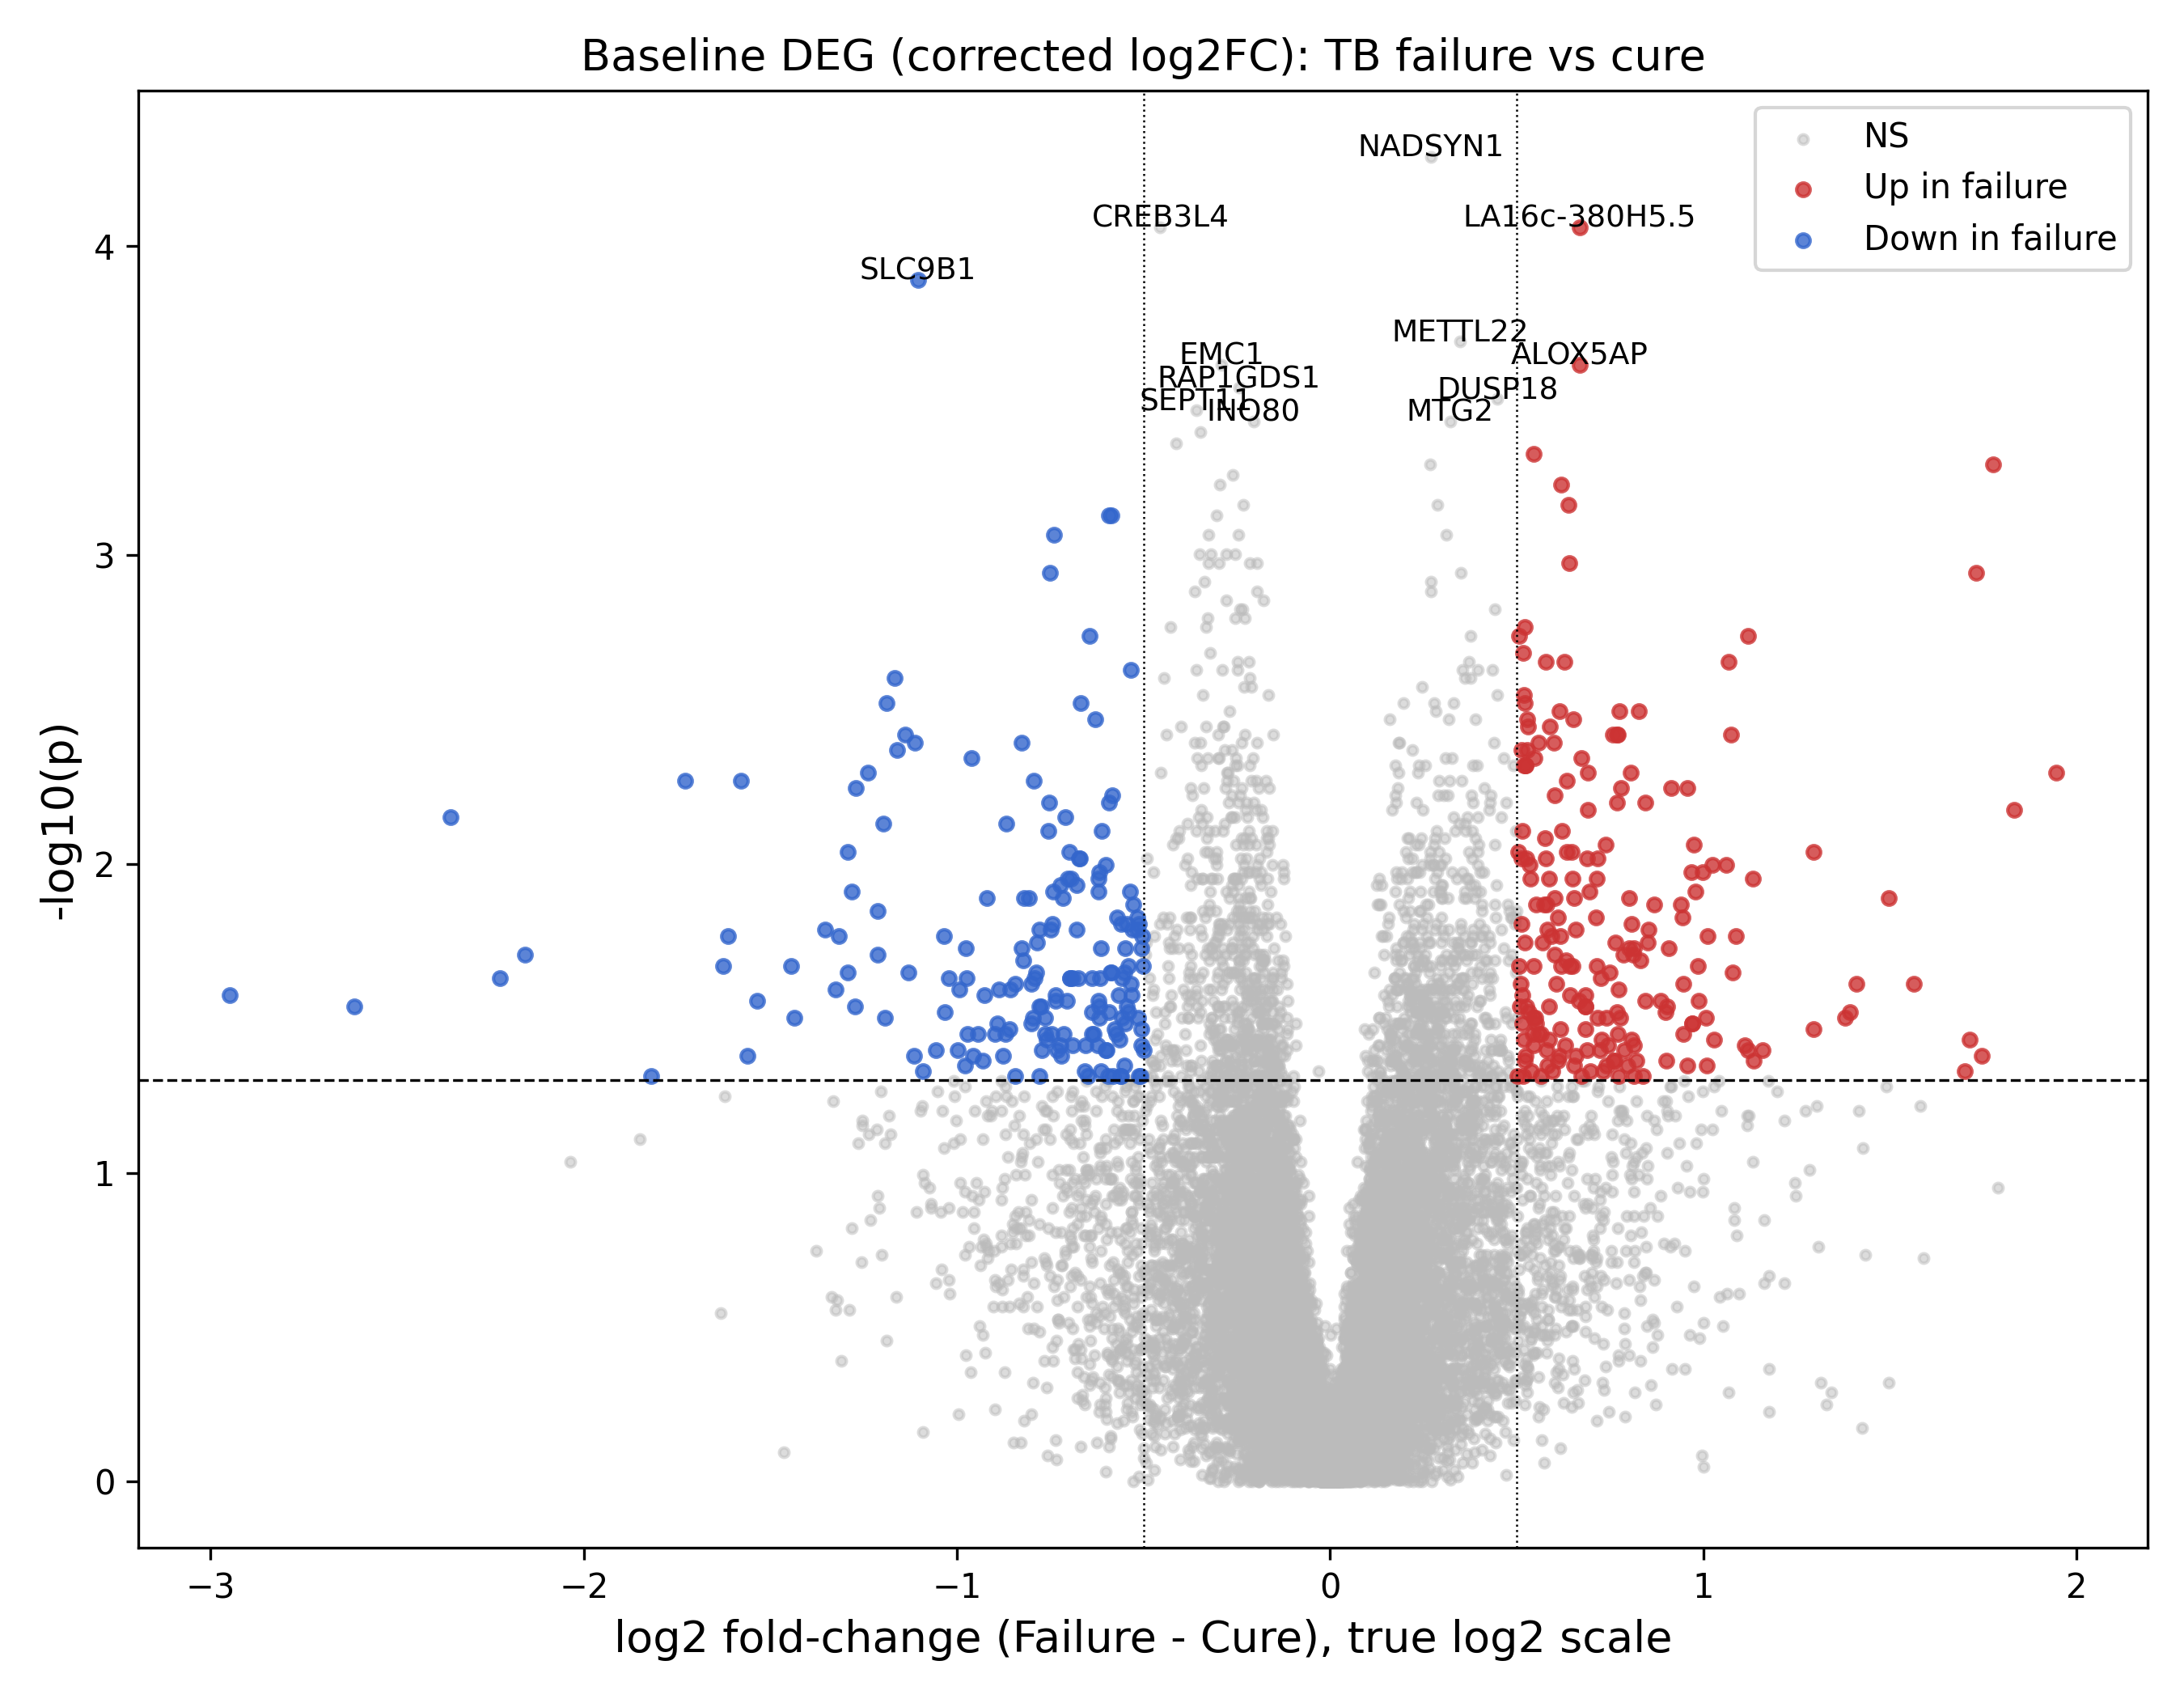 Baseline DEG (corrected log2FC): TB failure vs cure
NS
Up in failure
Down in failure
NADSYN1
CREB3L4
LA16c-380H5.5
SLC9B1
METTL22
EMC1
ALOX5AP
RAP1GDS1
DUSP18
SEPT11
INO80
MTG2
-log10(p)
4
3
2
1
0
−3
−2
−1
0
1
2
log2 fold-change (Failure - Cure), true log2 scale